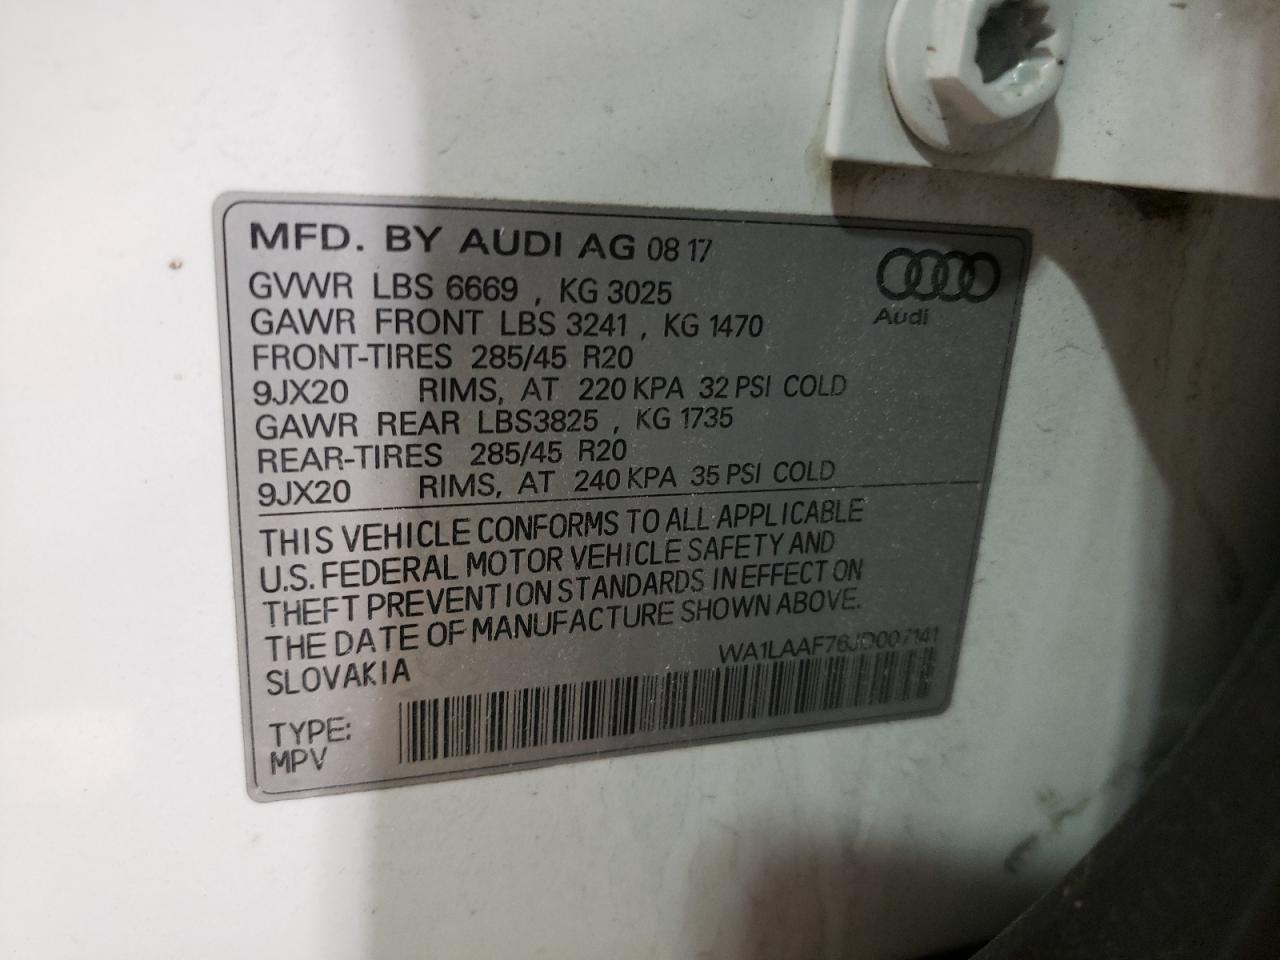 MFD. BY AUDI AG 08 17
GVWR LBS 6669 , KG 3025
GAWR FRONT LBS 3241 , KG 1470
FRONT-TIRES 285/45 R20
9JX20 RIMS, AT 220 KPA 32 PSI COLD
GAWR REAR LBS3825 , KG 1735
REAR-TIRES 285/45 R20
9JX20 RIMS, AT 240 KPA 35 PSI COLD
Audi
THIS VEHICLE CONFORMS TO ALL APPLICABLE
U.S. FEDERAL MOTOR VEHICLE SAFETY AND
THEFT PREVENTION STANDARDS IN EFFECT ON
THE DATE OF MANUFACTURE SHOWN ABOVE.
SLOVAKIA
WA1LAAF76JD007141
TYPE:
MPV